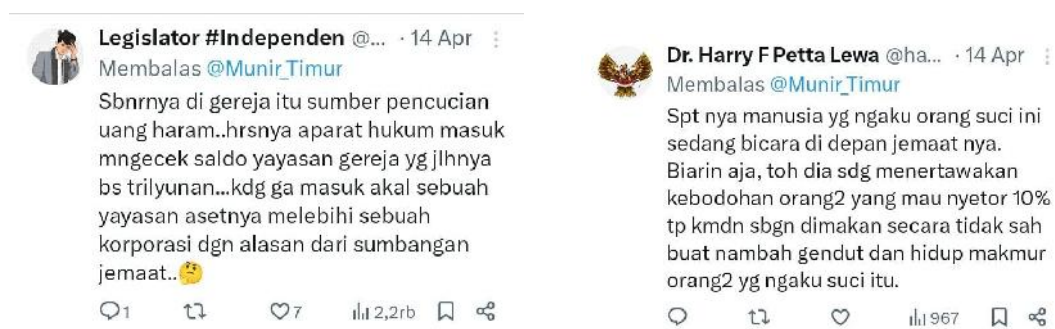 Legislator #Independen @... · 14 Apr
Membalas @Munir_Timur
Sbnrnya di gereja itu sumber pencucian
uang haram..hrsnya aparat hukum masuk
mngecek saldo yayasan gereja yg jlhnya
bs trilyunan...kdg ga masuk akal sebuah
yayasan asetnya melebihi sebuah
korporasi dgn alasan dari sumbangan
jemaat..🤔
1 7 2,2rb
Dr. Harry F Petta Lewa @ha... · 14 Apr
Membalas @Munir_Timur
Spt nya manusia yg ngaku orang suci ini
sedang bicara di depan jemaat nya.
Biarin aja, toh dia sdg menertawakan
kebodohan orang2 yang mau nyetor 10%
tp kmdn sbgn dimakan secara tidak sah
buat nambah gendut dan hidup makmur
orang2 yg ngaku suci itu.
967